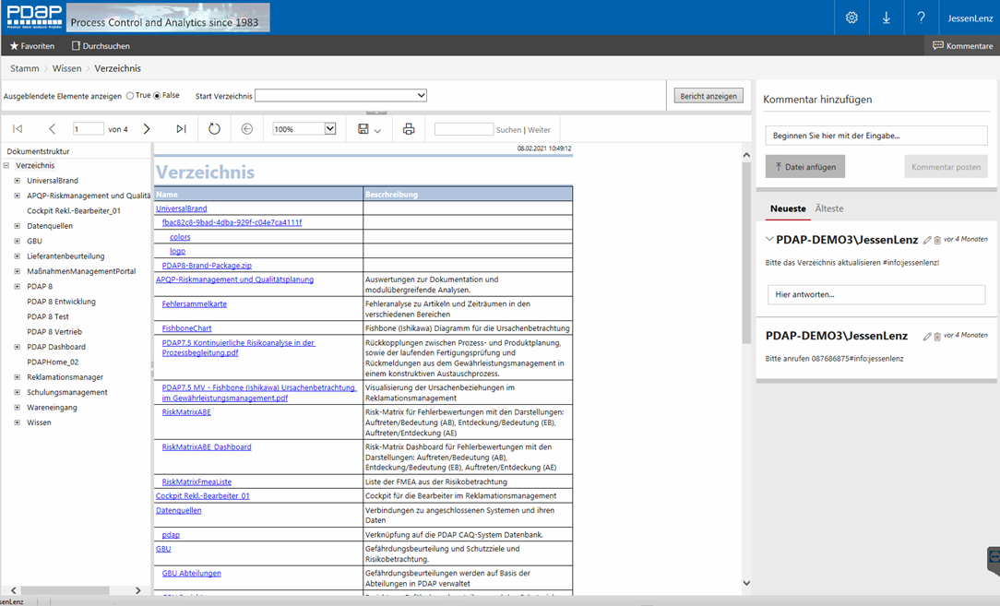 PDAP
Process Control and Analytics since 1983
JessenLenz
Favoriten
Durchsuchen
Kommentare
Stamm > Wissen > Verzeichnis
Ausgeblendete Elemente anzeigen True False
Start Verzeichnis
Bericht anzeigen
1 von 4
100%
Suchen | Weiter
Dokumentstruktur
Verzeichnis
UniversalBrand
APQP-Riskmanagement und Qualitä
Cockpit Rekl.-Bearbeiter_01
Datenquellen
GBU
Lieferantenbeurteilung
MaßnahmenManagementPortal
PDAP 8
PDAP 8 Entwicklung
PDAP 8 Test
PDAP 8 Vertrieb
PDAP Dashboard
PDAPHome_02
Reklamationsmanager
Schulungsmanagement
Wareneingang
Wissen
08.02.2021 10:49:12
Verzeichnis
Name Bescrhreibung
UniversalBrand
fbac82c8-9bad-4dba-929f-c04e7ca4111f
colors
logo
PDAP8-Brand-Package.zip
APQP-Riskmanagement und Qualitätsplanung Auswertungen zur Dokumentation und
modulübergreifende Analysen.
Fehlersammelkarte Fehleranalyse zu Artikeln und Zeiträumen in den
verschiedenen Bereichen
FishboneChart Fishbone (Ishikawa) Diagramm für die Ursachenbetrachtung
PDAP7.5 Kontinuierliche Risikoanalyse in der Rückkopplungen zwischen Prozess- und Produktplanung,
Prozessbegleitung.pdf sowie der laufenden Fertigungsprüfung und
Rückmeldungen aus dem Gewährleistungsmanagement in
einem konstruktiven Austauschprozess.
PDAP7.5 MV - Fishbone (Ishikawa) Ursachenbetrachtung Visualisierung der Ursachenbeziehungen im
im Gewährleistungsmanagement.pdf Reklamationsmanagement
RiskMatrixABE Risk-Matrix für Fehlerbewertungen mit den Darstellungen:
Auftreten/Bedeutung (AB), Entdeckung/Bedeutung (EB),
Auftreten/Entdeckung (AE)
RiskMatrixABE_Dashboard Risk-Matrix Dashboard für Fehlerbewertungen mit den
Darstellungen: Auftreten/Bedeutung (AB),
Entdeckung/Bedeutung (EB), Auftreten/Entdeckung (AE)
RiskMatrixFmeaListe Liste der FMEA aus der Risikobetrachtung
Cockpit Rekl.-Bearbeiter_01 Cockpit für die Bearbeiter im Reklamationsmanagement
Datenquellen Verbindungen zu angeschlossenen Systemen und ihren
Daten
pdap Verknüpfung auf die PDAP CAQ-System Datenbank.
GBU Gefährdungsbeurteilung und Schutzziele und
Risikobetrachtung.
GBU Abteilungen Gefährdungsbeurteilungen werden auf Basis der
Abteilungen in PDAP verwaltet
Kommentar hinzufügen
Beginnen Sie hier mit der Eingabe...
Datei anfügen
Kommentar posten
Neueste Älteste
PDAP-DEMO3\JessenLenz vor 4 Monaten
Bitte das Verzeichnis aktualisieren #info:jessenlenz!
Hier antworten...
PDAP-DEMO3\JessenLenz vor 4 Monaten
Bitte anrufen 087686875#info:jessenlenz
senLenz